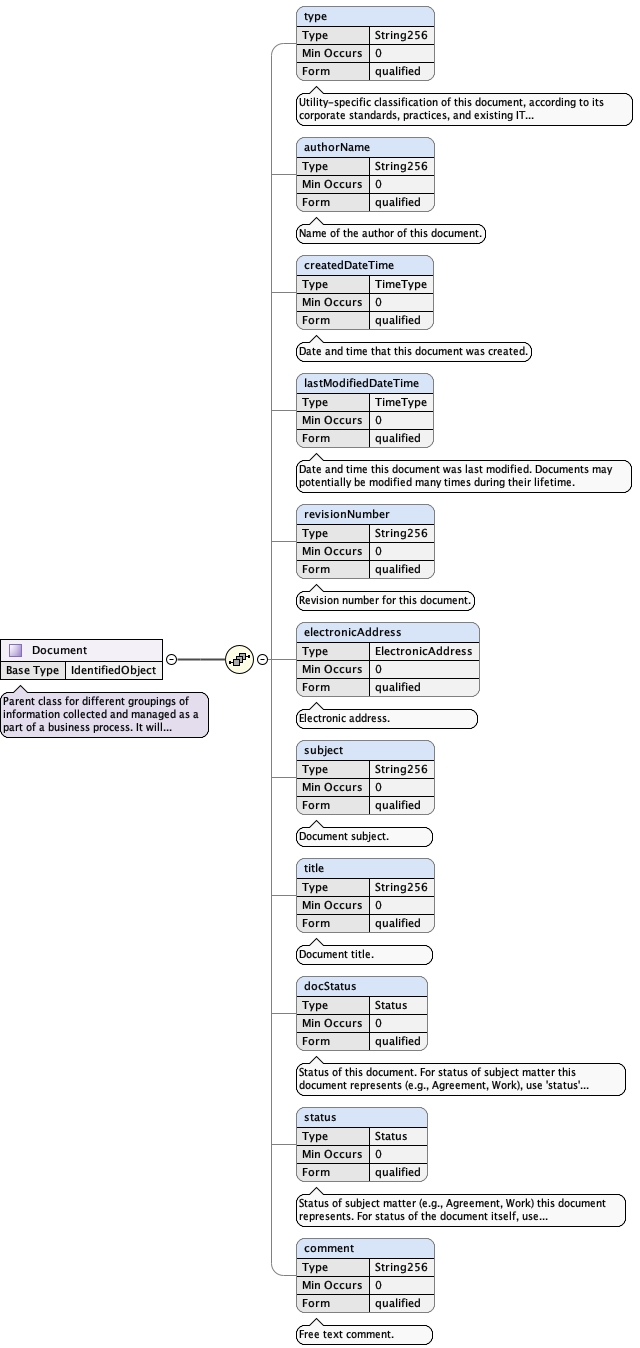 type
Type String256
Min Occurs 0
Form qualified
Utility-specific classification of this document, according to its
corporate standards, practices, and existing IT...
authorName
Type String256
Min Occurs 0
Form qualified
Name of the author of this document.
createdDateTime
Type TimeType
Min Occurs 0
Form qualified
Date and time that this document was created.
lastModifiedDateTime
Type TimeType
Min Occurs 0
Form qualified
Date and time this document was last modified. Documents may
potentially be modified many times during their lifetime.
revisionNumber
Type String256
Min Occurs 0
Form qualified
Revision number for this document.
Document
Base Type IdentifiedObject
Parent class for different groupings of
information collected and managed as a
part of a business process. It will...
electronicAddress
Type ElectronicAddress
Min Occurs 0
Form qualified
Electronic address.
subject
Type String256
Min Occurs 0
Form qualified
Document subject.
title
Type String256
Min Occurs 0
Form qualified
Document title.
docStatus
Type Status
Min Occurs 0
Form qualified
Status of this document. For status of subject matter this
document represents (e.g., Agreement, Work), use 'status'...
status
Type Status
Min Occurs 0
Form qualified
Status of subject matter (e.g., Agreement, Work) this document
represents. For status of the document itself, use...
comment
Type String256
Min Occurs 0
Form qualified
Free text comment.